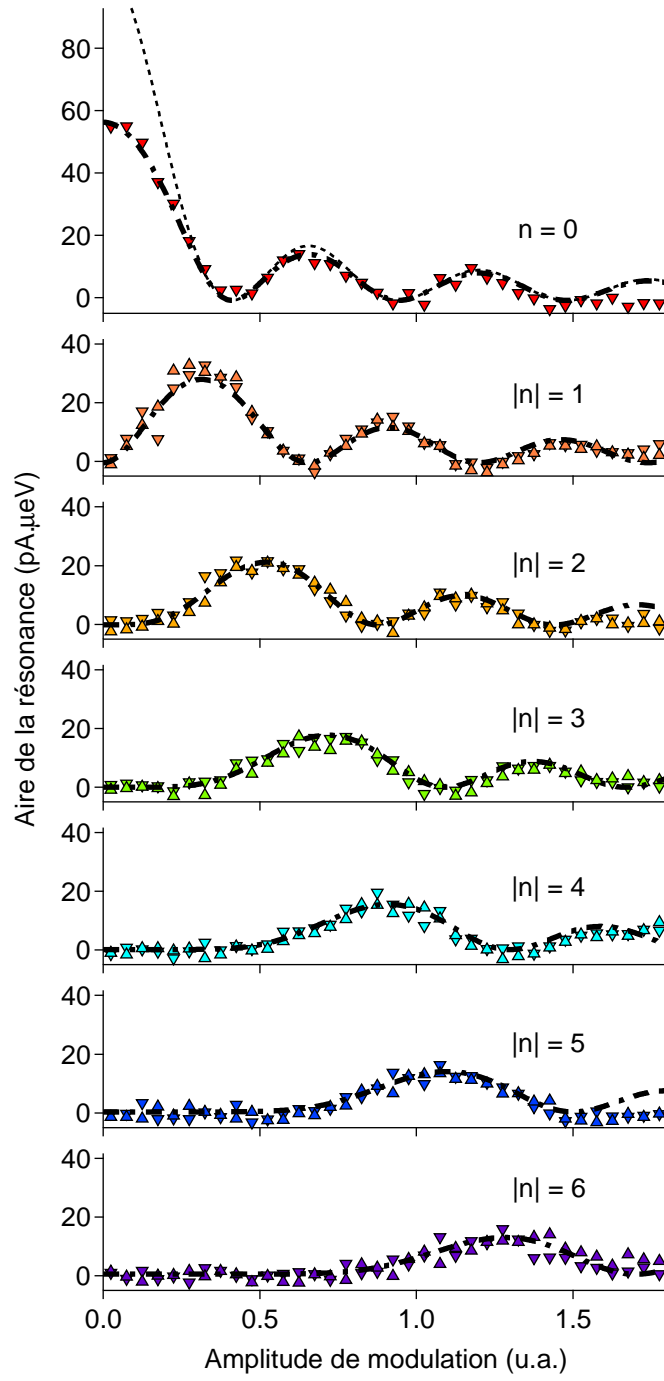 80
60
40
20
0
n = 0
40
20
0
|n| = 1
40
20
0
|n| = 2
40
20
0
|n| = 3
40
20
0
|n| = 4
40
20
0
|n| = 5
40
20
0
|n| = 6
0.0 0.5 1.0 1.5
Amplitude de modulation (u.a.)
Aire de la résonance (pA.µeV)